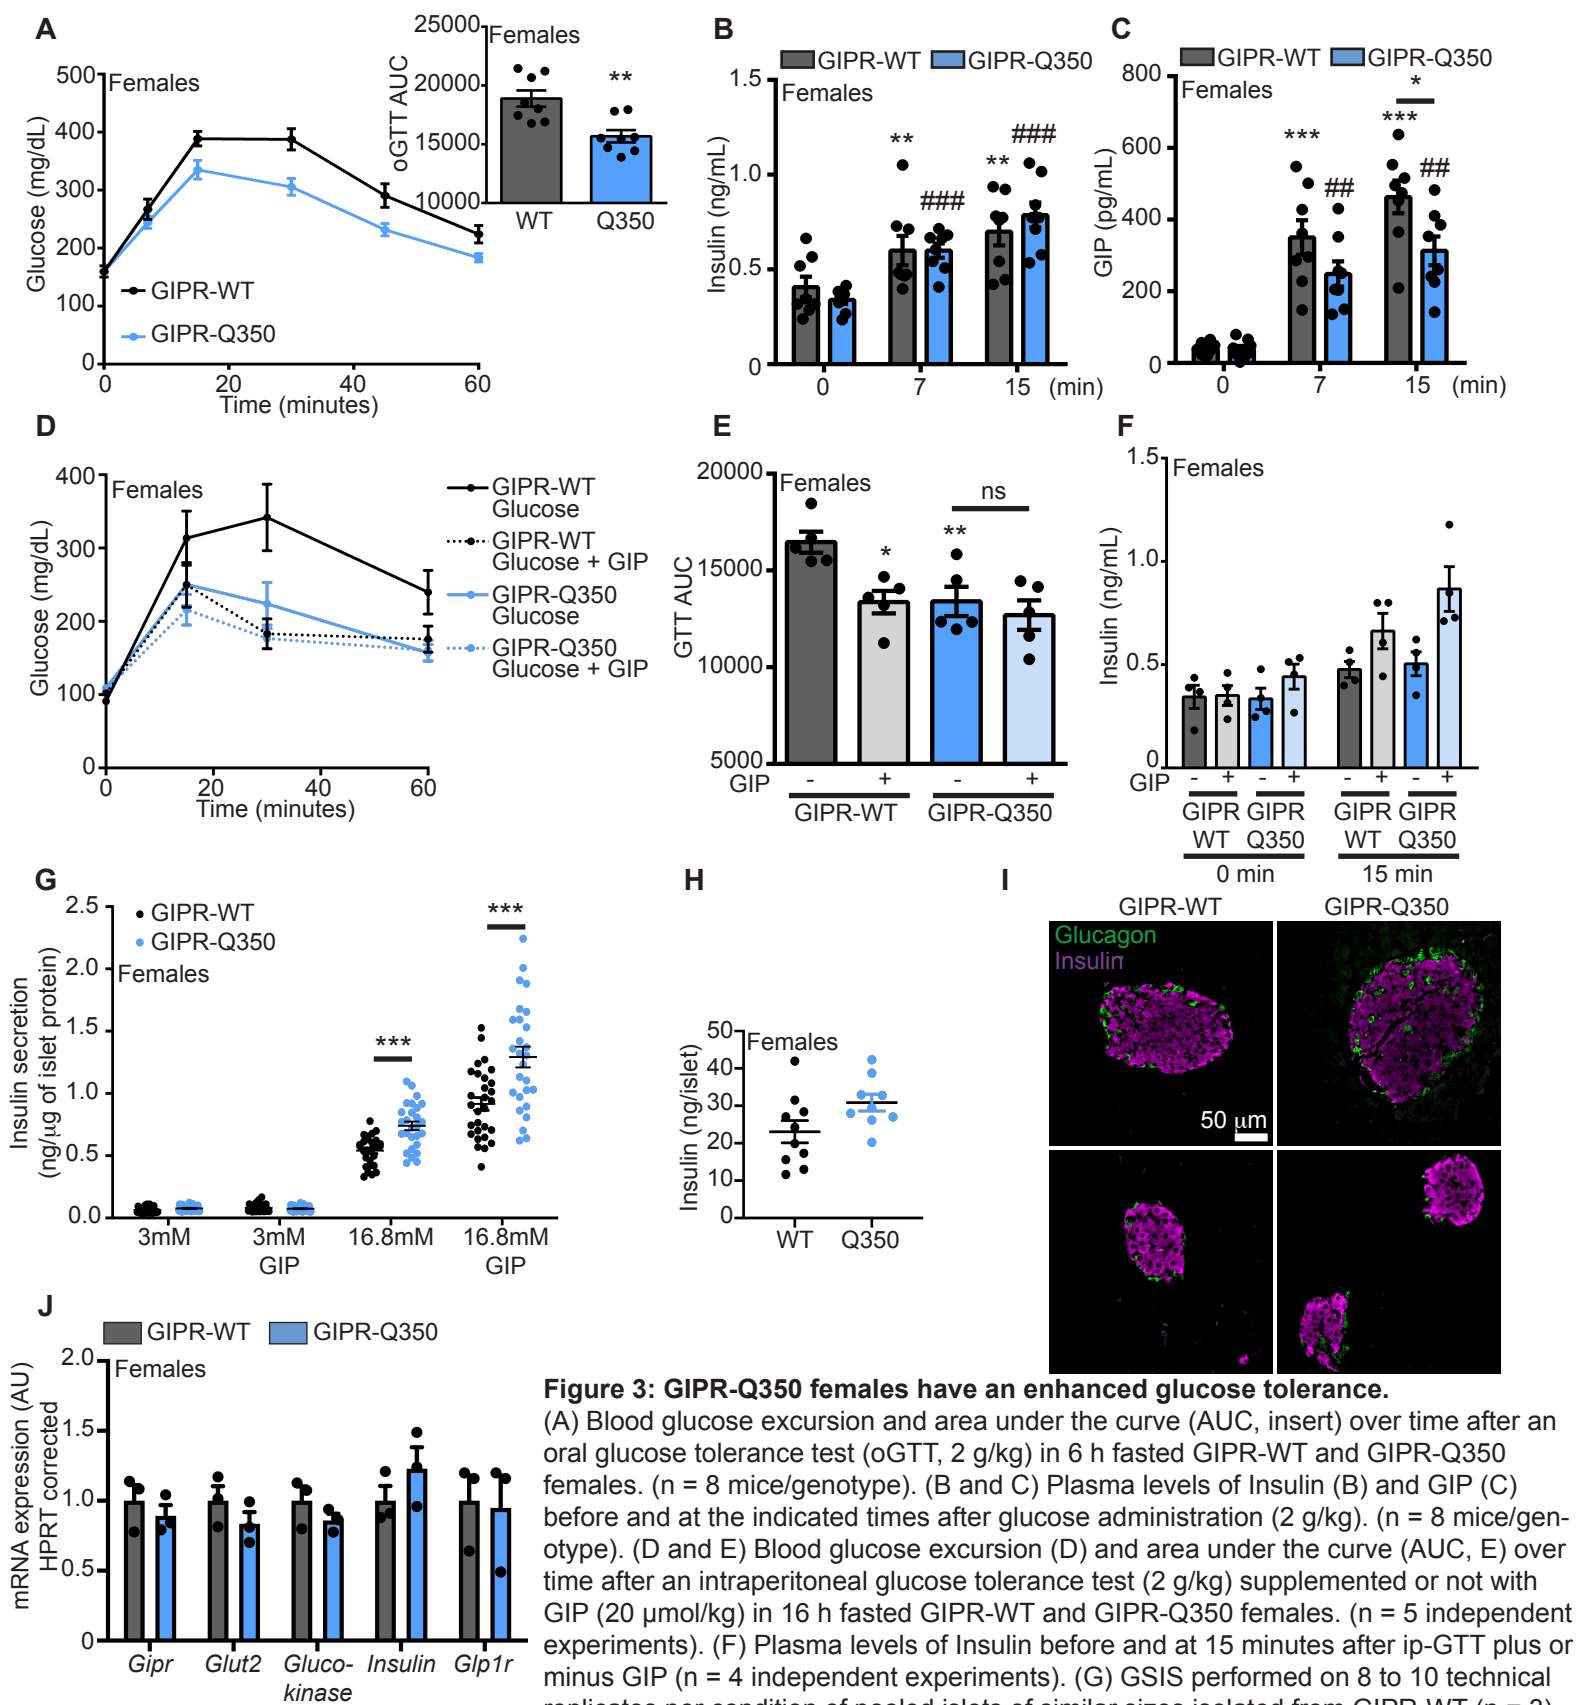 A
Females
500
400
300
200
100
0
Glucose (mg/dL)
GIPR-WT
GIPR-Q350
0 20 40 60
Time (minutes)
25000
20000
15000
10000
oGTT AUC
Females
**
WT Q350
B
GIPR-WT GIPR-Q350
Females
1.5
1.0
0.5
0
Insulin (ng/mL)
** ### ** ###
0 7 15 (min)
C
GIPR-WT GIPR-Q350
Females
800
600
400
200
0
GIP (pg/mL)
*** ## *** * ##
0 7 15 (min)
D
Females
400
300
200
100
0
Glucose (mg/dL)
0 20 40 60
Time (minutes)
GIPR-WT
Glucose
GIPR-WT
Glucose + GIP
GIPR-Q350
Glucose
GIPR-Q350
Glucose + GIP
E
Females
20000
15000
10000
5000
GTT AUC
* ** ns
GIP - + - +
GIPR-WT GIPR-Q350
F
Females
1.5
1.0
0.5
0
Insulin (ng/mL)
GIP - + - + - + - +
GIPR GIPR GIPR GIPR
WT Q350 WT Q350
0 min 15 min
G
GIPR-WT
GIPR-Q350
Females
2.5
2.0
1.5
1.0
0.5
0.0
Insulin secretion
(ng/µg of islet protein)
*** ***
3mM 3mM 16.8mM 16.8mM
GIP GIP
H
Females
50
40
30
20
10
0
Insulin (ng/islet)
WT Q350
I
GIPR-WT GIPR-Q350
Glucagon
Insulin
50 µm
J
GIPR-WT GIPR-Q350
Females
2.0
1.5
1.0
0.5
0
mRNA expression (AU)
HPRT corrected
Gipr Glut2 Gluco- Insulin Glp1r
kinase
Figure 3: GIPR-Q350 females have an enhanced glucose tolerance.
(A) Blood glucose excursion and area under the curve (AUC, insert) over time after an
oral glucose tolerance test (oGTT, 2 g/kg) in 6 h fasted GIPR-WT and GIPR-Q350
females. (n = 8 mice/genotype). (B and C) Plasma levels of Insulin (B) and GIP (C)
before and at the indicated times after glucose administration (2 g/kg). (n = 8 mice/gen-
otype). (D and E) Blood glucose excursion (D) and area under the curve (AUC, E) over
time after an intraperitoneal glucose tolerance test (2 g/kg) supplemented or not with
GIP (20 µmol/kg) in 16 h fasted GIPR-WT and GIPR-Q350 females. (n = 5 independent
experiments). (F) Plasma levels of Insulin before and at 15 minutes after ip-GTT plus or
minus GIP (n = 4 independent experiments). (G) GSIS performed on 8 to 10 technical
replicates per condition of pooled islets of similar sizes isolated from GIPR-WT (n = 3)